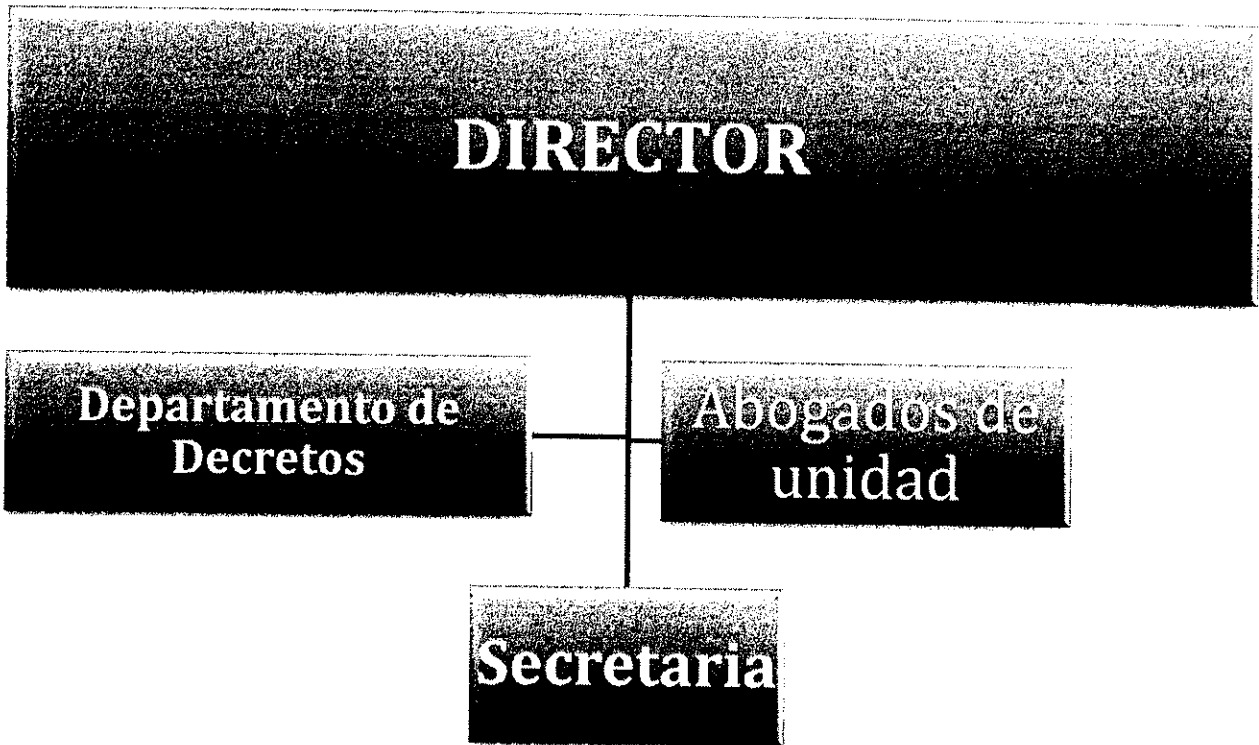 DIRECTOR
Departamento de
Decretos
Abogados de
unidad
Secretaria